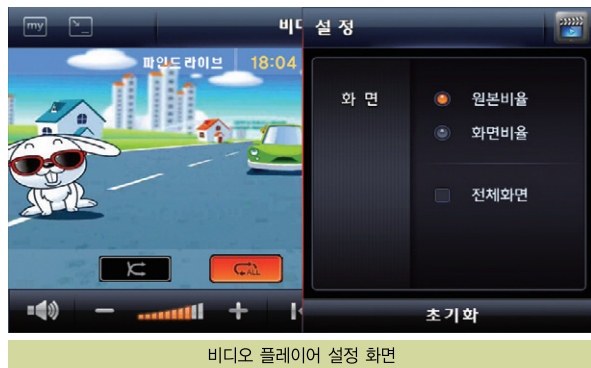 my
비디
설 정
파인드라이브
18:04
화 면
원본비율
화면비율
전체화면
ALL
초기화
비디오 플레이어 설정 화면